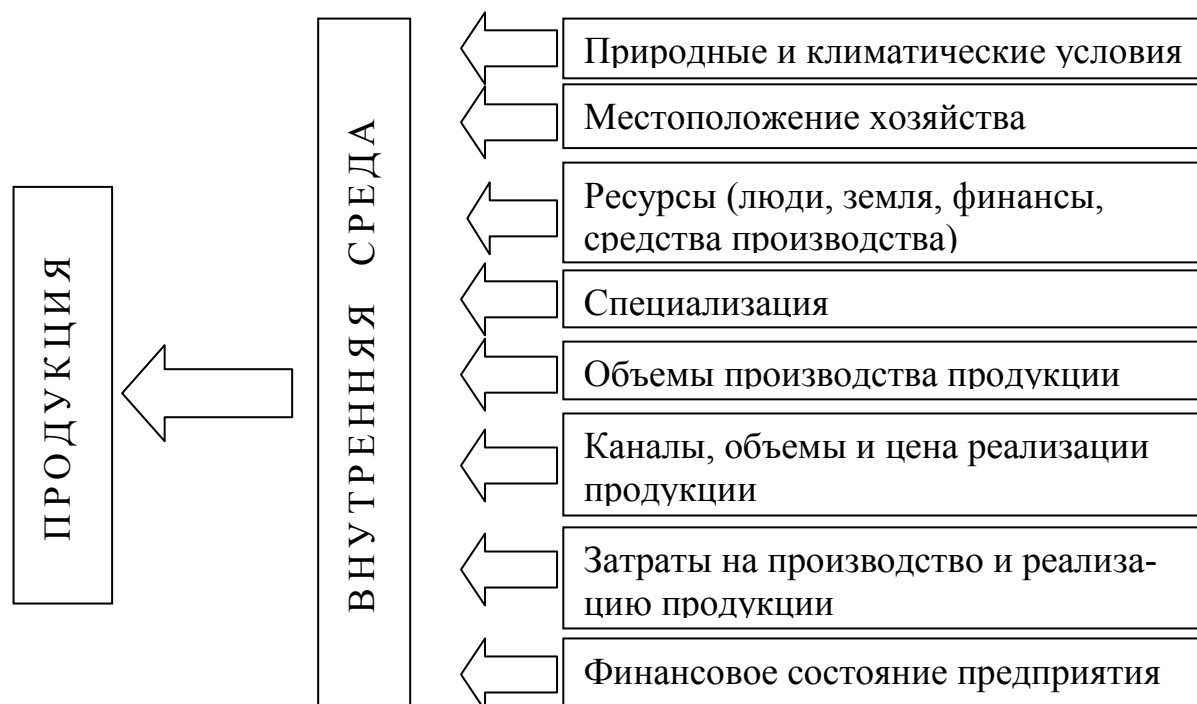 ПРОДУКЦИЯ
ВНУТРЕННЯЯ СРЕДА
Природные и климатические условия
Местоположение хозяйства
Ресурсы (люди, земля, финансы,
средства производства)
Специализация
Объемы производства продукции
Каналы, объемы и цена реализации
продукции
Затраты на производство и реализа-
цию продукции
Финансовое состояние предприятия